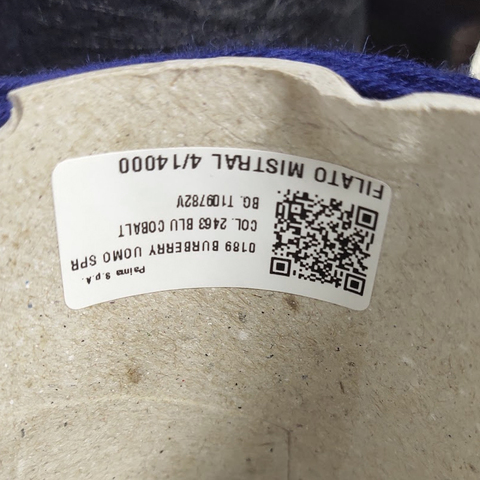 Palma S.p.A.
0189 BURBERRY UOMO SPR
COL. 2463 BLU COBALT
BG. T109782V
FILATO MISTRAL 4/14000